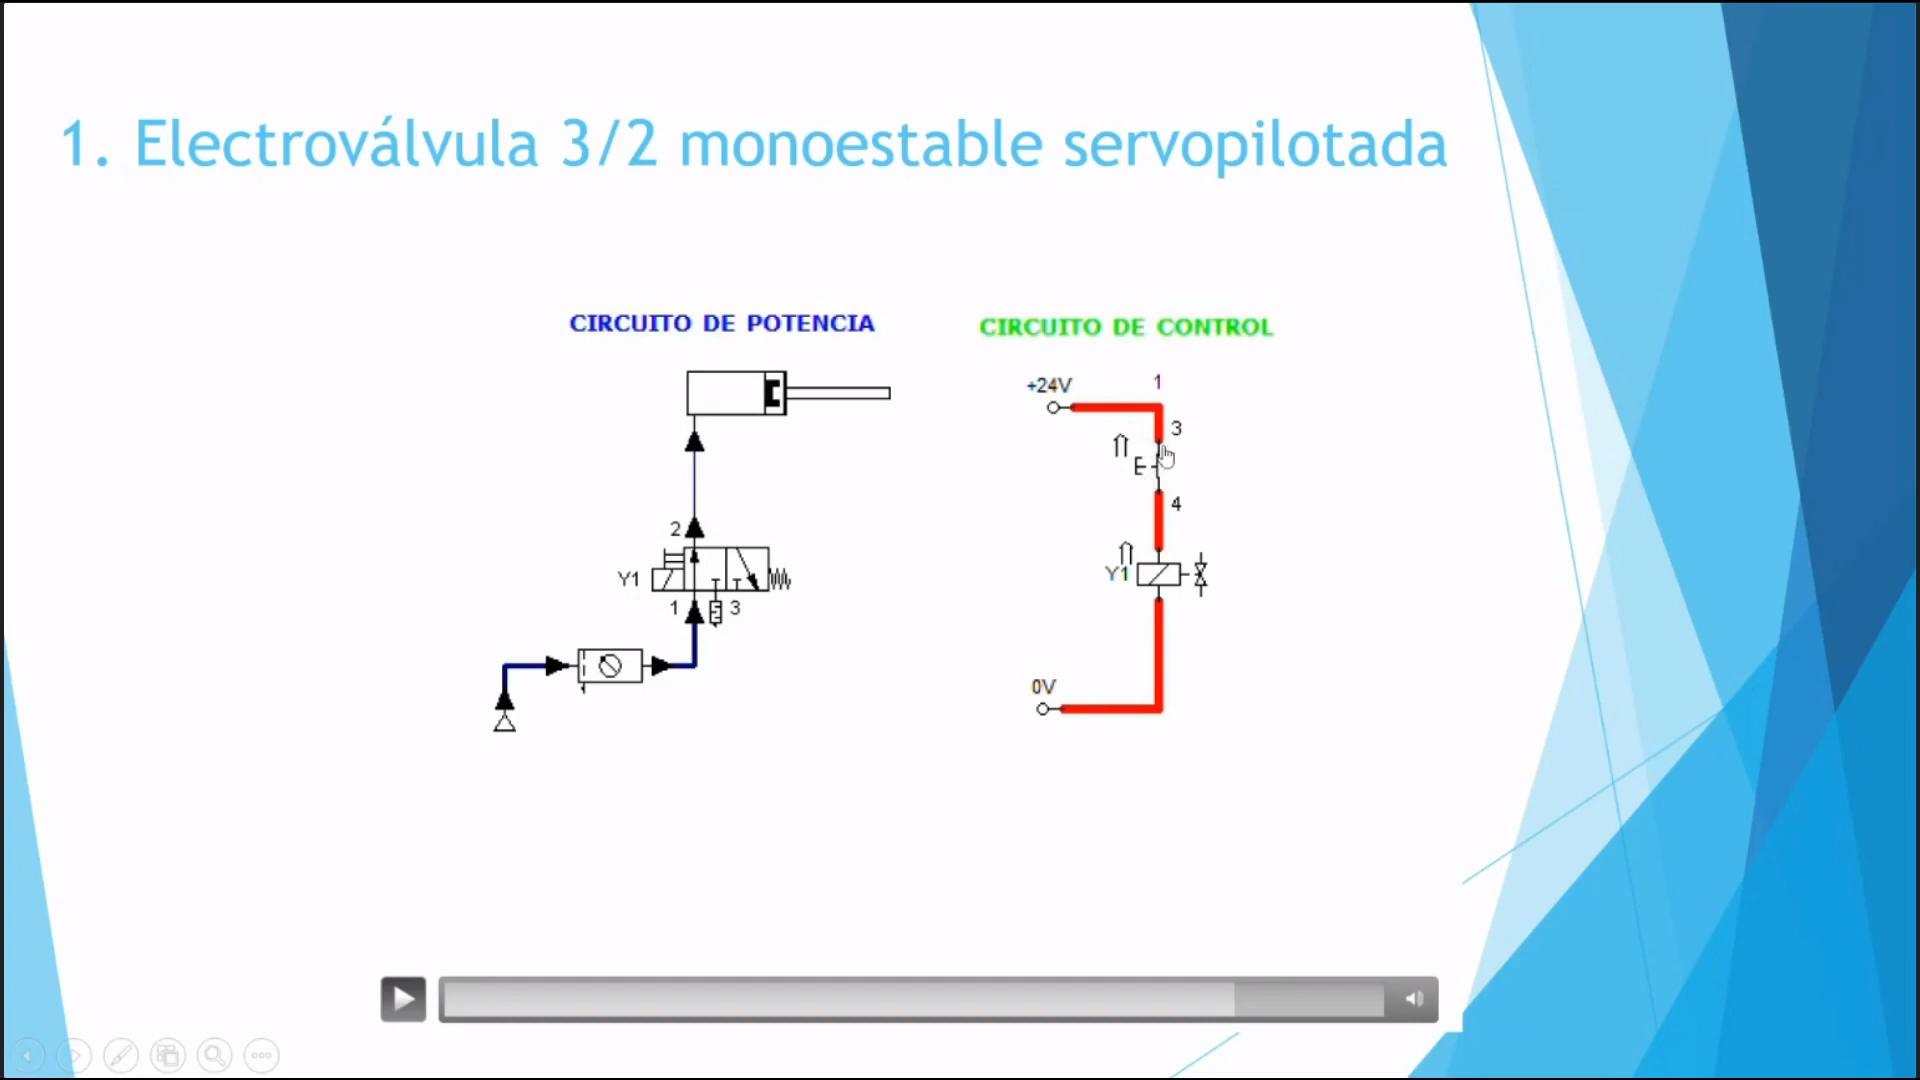 1. Electroválvula 3/2 monoestable servopilotada
CIRCUITO DE POTENCIA
CIRCUITO DE CONTROL
+24V
1
3
E
4
2
Y1
Y1
1
3
0V